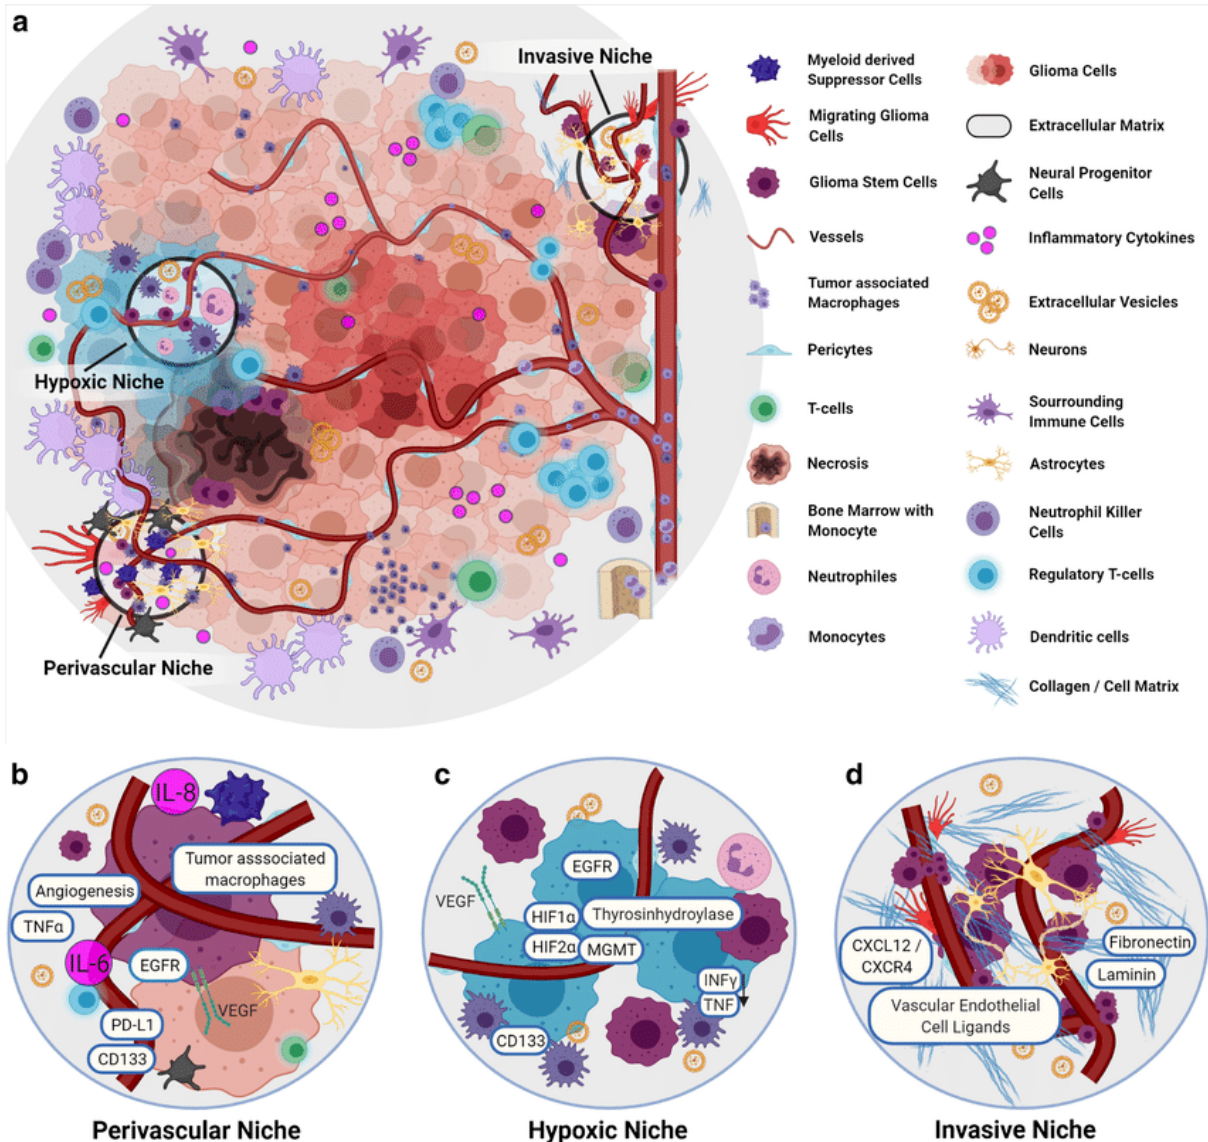 a
Invasive Niche
Hypoxic Niche
Perivascular Niche
Myeloid derived
Suppressor Cells
Migrating Glioma
Cells
Glioma Stem Cells
Vessels
Tumor associated
Macrophages
Pericytes
T-cells
Necrosis
Bone Marrow with
Monocyte
Neutrophiles
Monocytes
Glioma Cells
Extracellular Matrix
Neural Progenitor
Cells
Inflammatory Cytokines
Extracellular Vesicles
Neurons
Sourrounding
Immune Cells
Astrocytes
Neutrophil Killer
Cells
Regulatory T-cells
Dendritic cells
Collagen / Cell Matrix
b
IL-8
Tumor asssociated
macrophages
Angiogenesis
TNFα
IL-6
EGFR
VEGF
PD-L1
CD133
Perivascular Niche
c
EGFR
VEGF
HIF1α
Thyrosinhydroylase
HIF2α
MGMT
INFγ
TNF
CD133
Hypoxic Niche
d
CXCL12 /
CXCR4
Fibronectin
Laminin
Vascular Endothelial
Cell Ligands
Invasive Niche